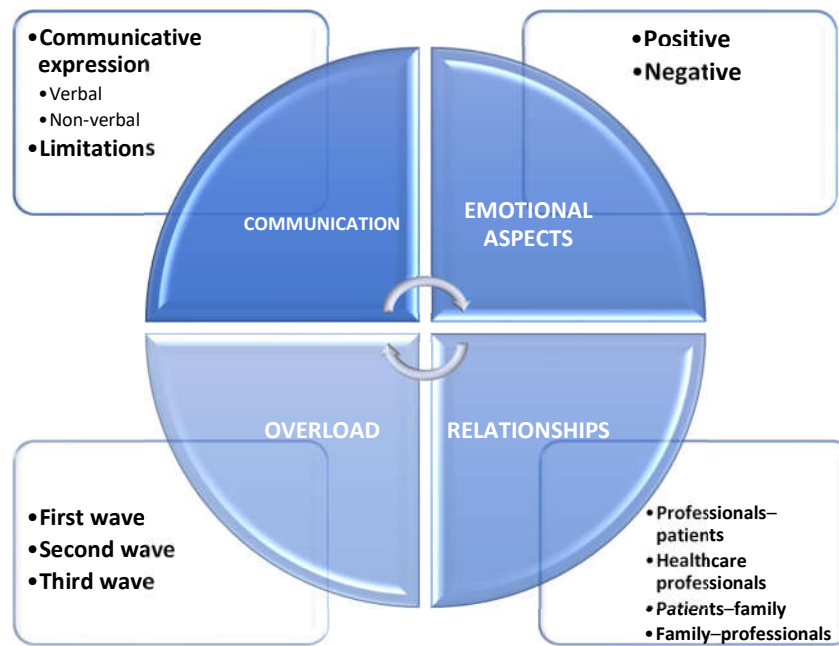 •Communicative
expression
•Verbal
•Non-verbal
•Limitations
•Positive
•Negative
COMMUNICATION
EMOTIONAL
ASPECTS
OVERLOAD
RELATIONSHIPS
•First wave
•Second wave
•Third wave
•Professionals–
patients
•Healthcare
professionals
•Patients–family
•Family–professionals